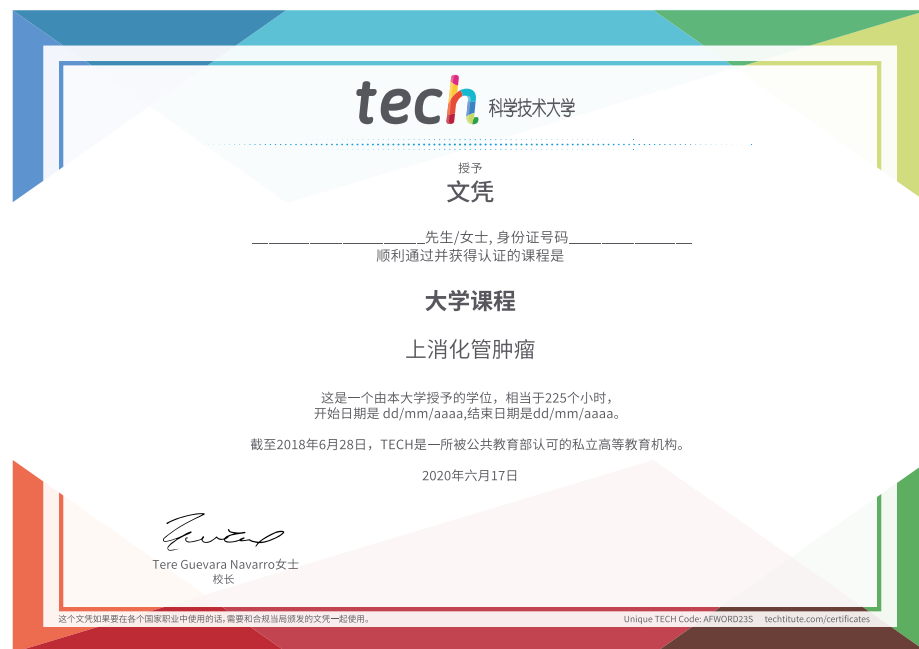 tech 科学技术大学
授予
文凭
______________________先生/女士, 身份证号码________________
顺利通过并获得认证的课程是
大学课程
上消化管肿瘤
这是一个由本大学授予的学位，相当于225个小时，
开始日期是 dd/mm/aaaa,结束日期是dd/mm/aaaa。
截至2018年6月28日，TECH是一所被公共教育部认可的私立高等教育机构。
2020年六月17日
Tere Guevara Navarro女士
校长
这个文凭如果要在各个国家职业中使用的话,需要和合规当局颁发的文凭一起使用。
Unique TECH Code: AFWORD23S techtitute.com/certificates